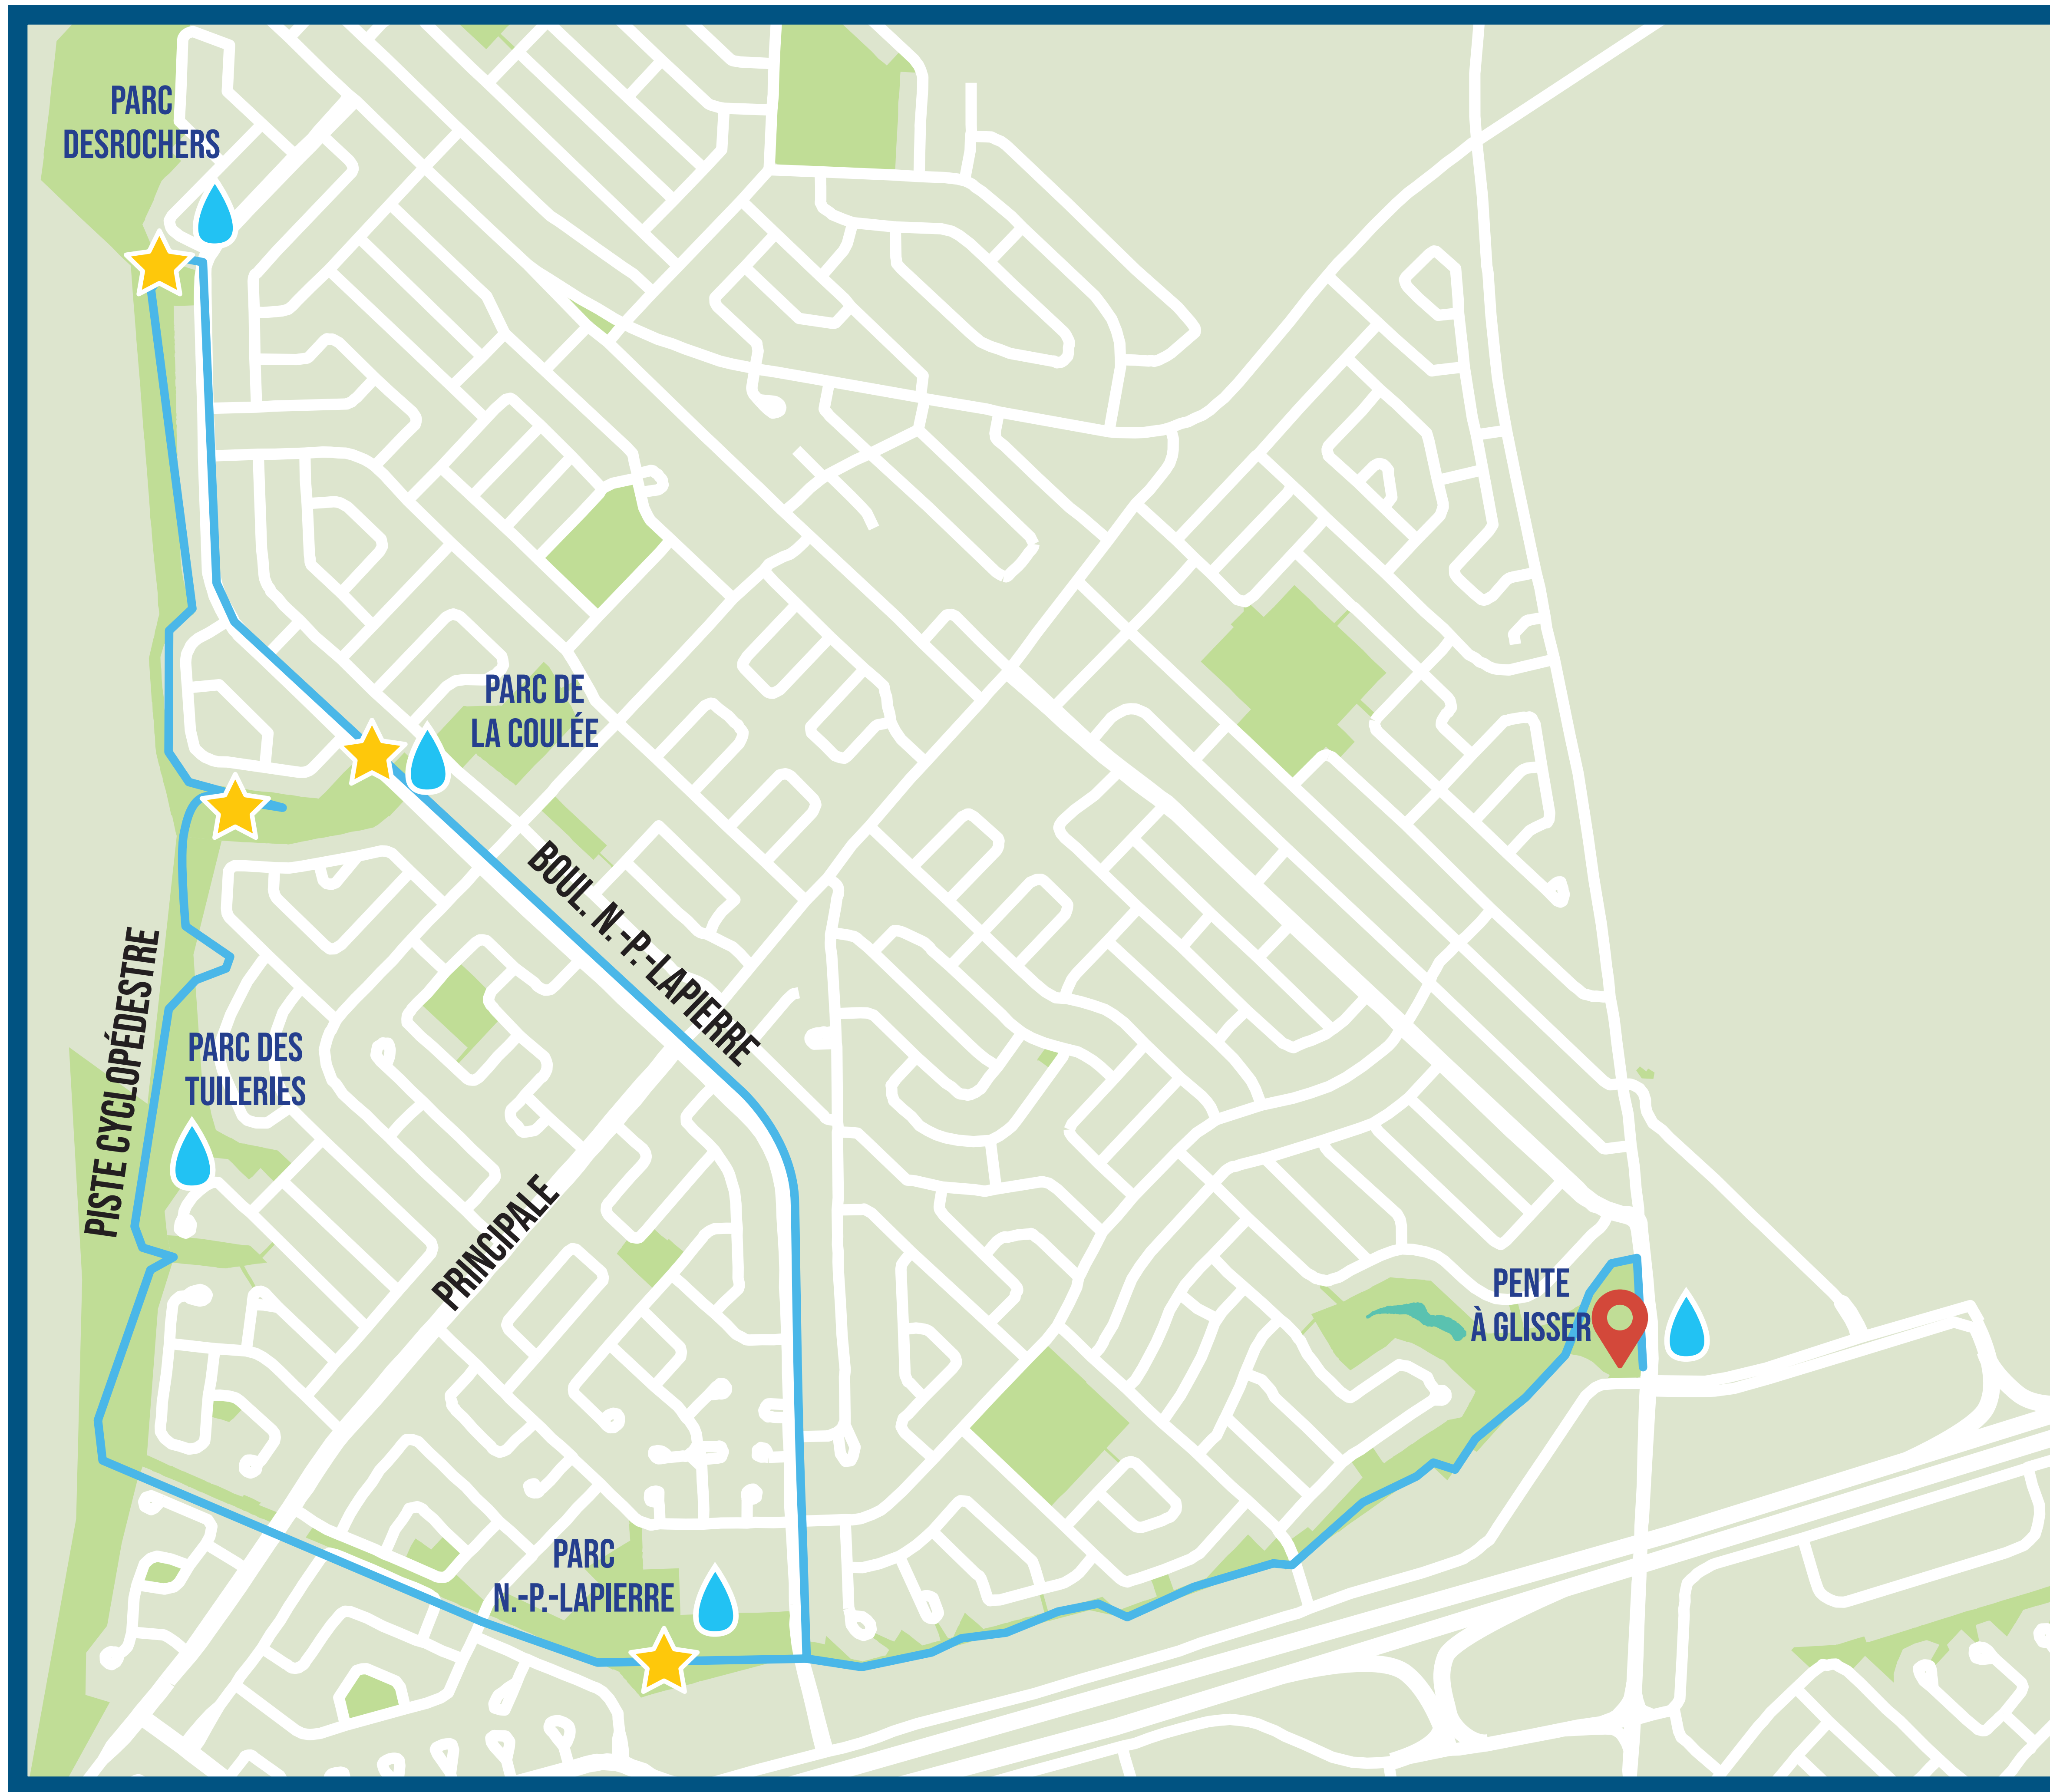 PARC
DESROCHERS
PARC DE
LA COULÉE
BOUL. N.-P.-LAPIERRE
PISTE CYCLOPÉDESTRE
PARC DES
TUILERIES
PRINCIPALE
PENTE
À GLISSER
PARC
N.-P.-LAPIERRE